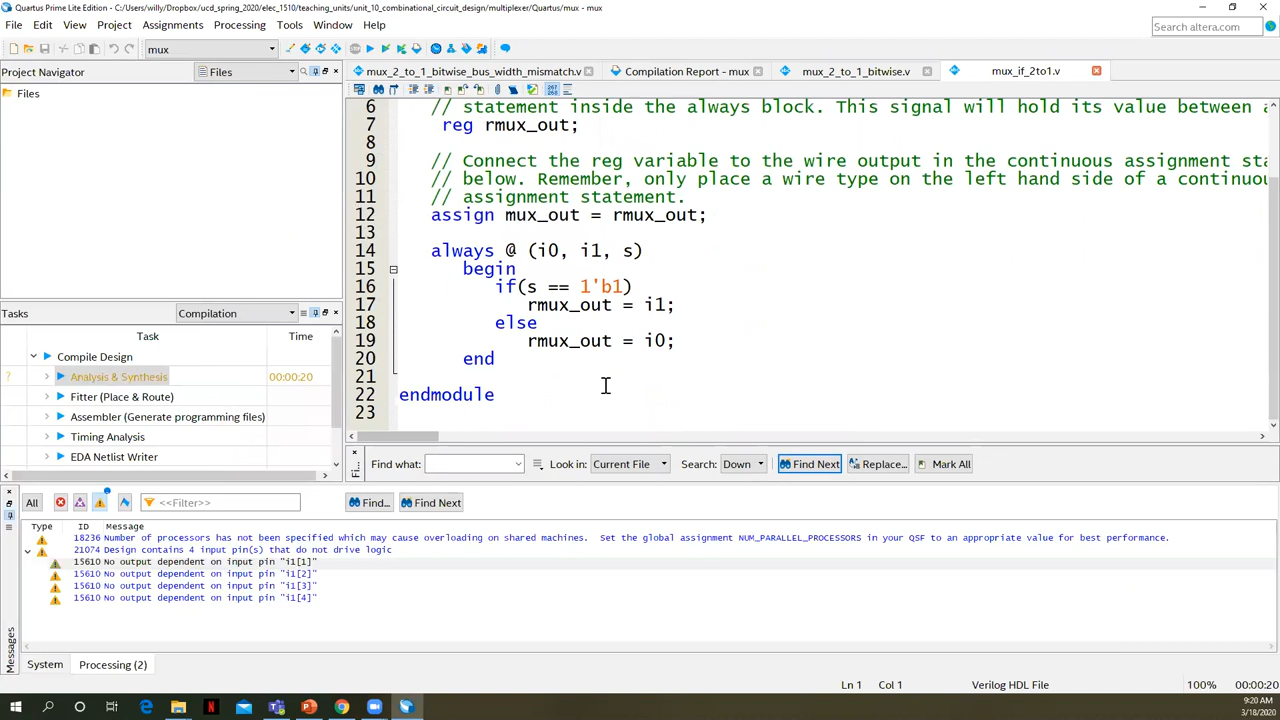 Quartus Prime Lite Edition - C:/Users/willy/Dropbox/ucd_spring_2020/elec_1510/teaching_units/unit_10_combinational_circuit_design/multiplexer/Quartus/mux - mux
File Edit View Project Assignments Processing Tools Window Help
Search altera.com
mux
Project Navigator Files
Files
mux_2_to_1_bitwise_bus_width_mismatch.v Compilation Report - mux mux_2_to_1_bitwise.v mux_if_2to1.v
6 // statement inside the always block. This signal will hold its value between a
7 reg rmux_out;
8
9 // Connect the reg variable to the wire output in the continuous assignment sta
10 // below. Remember, only place a wire type on the left hand side of a continuou
11 // assignment statement.
12 assign mux_out = rmux_out;
13
14 always @ (i0, i1, s)
15 begin
16 if(s == 1'b1)
17 rmux_out = i1;
18 else
19 rmux_out = i0;
20 end
21
22 endmodule
23
Tasks Compilation
Task Time
Compile Design
? Analysis & Synthesis 00:00:20
Fitter (Place & Route)
Assembler (Generate programming files)
Timing Analysis
EDA Netlist Writer
Find what: Look in: Current File Search: Down Find Next Replace... Mark All
All <<Filter>> Find... Find Next
Type ID Message
18236 Number of processors has not been specified which may cause overloading on shared machines. Set the global assignment NUM_PARALLEL_PROCESSORS in your QSF to an appropriate value for best performance.
21074 Design contains 4 input pin(s) that do not drive logic
15610 No output dependent on input pin "i1[1]"
15610 No output dependent on input pin "i1[2]"
15610 No output dependent on input pin "i1[3]"
15610 No output dependent on input pin "i1[4]"
Messages
System Processing (2)
Ln 1 Col 1 Verilog HDL File 100% 00:00:20
9:20 AM
3/18/2020